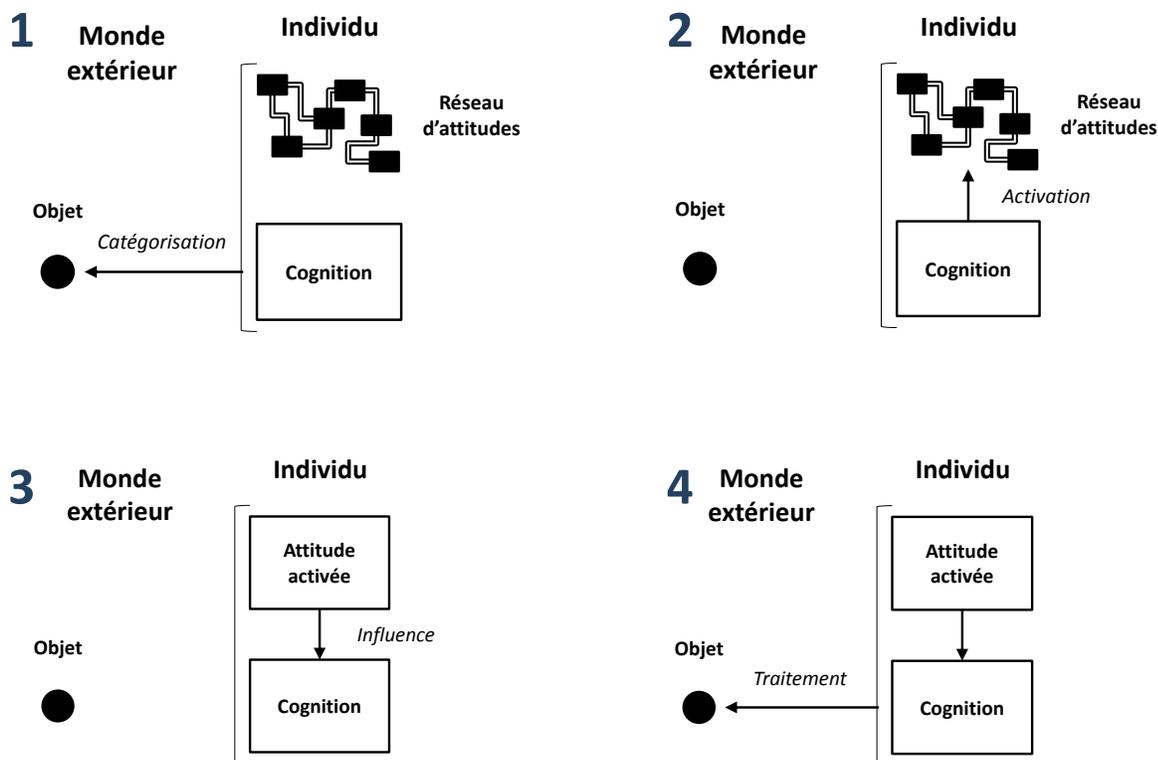 1
Monde
extérieur
Individu
Réseau
d'attitudes
Objet
Catégorisation
Cognition
2
Monde
extérieur
Individu
Réseau
d'attitudes
Objet
Activation
Cognition
3
Monde
extérieur
Individu
Attitude
activée
Influence
Objet
Cognition
4
Monde
extérieur
Individu
Attitude
activée
Objet
Traitement
Cognition